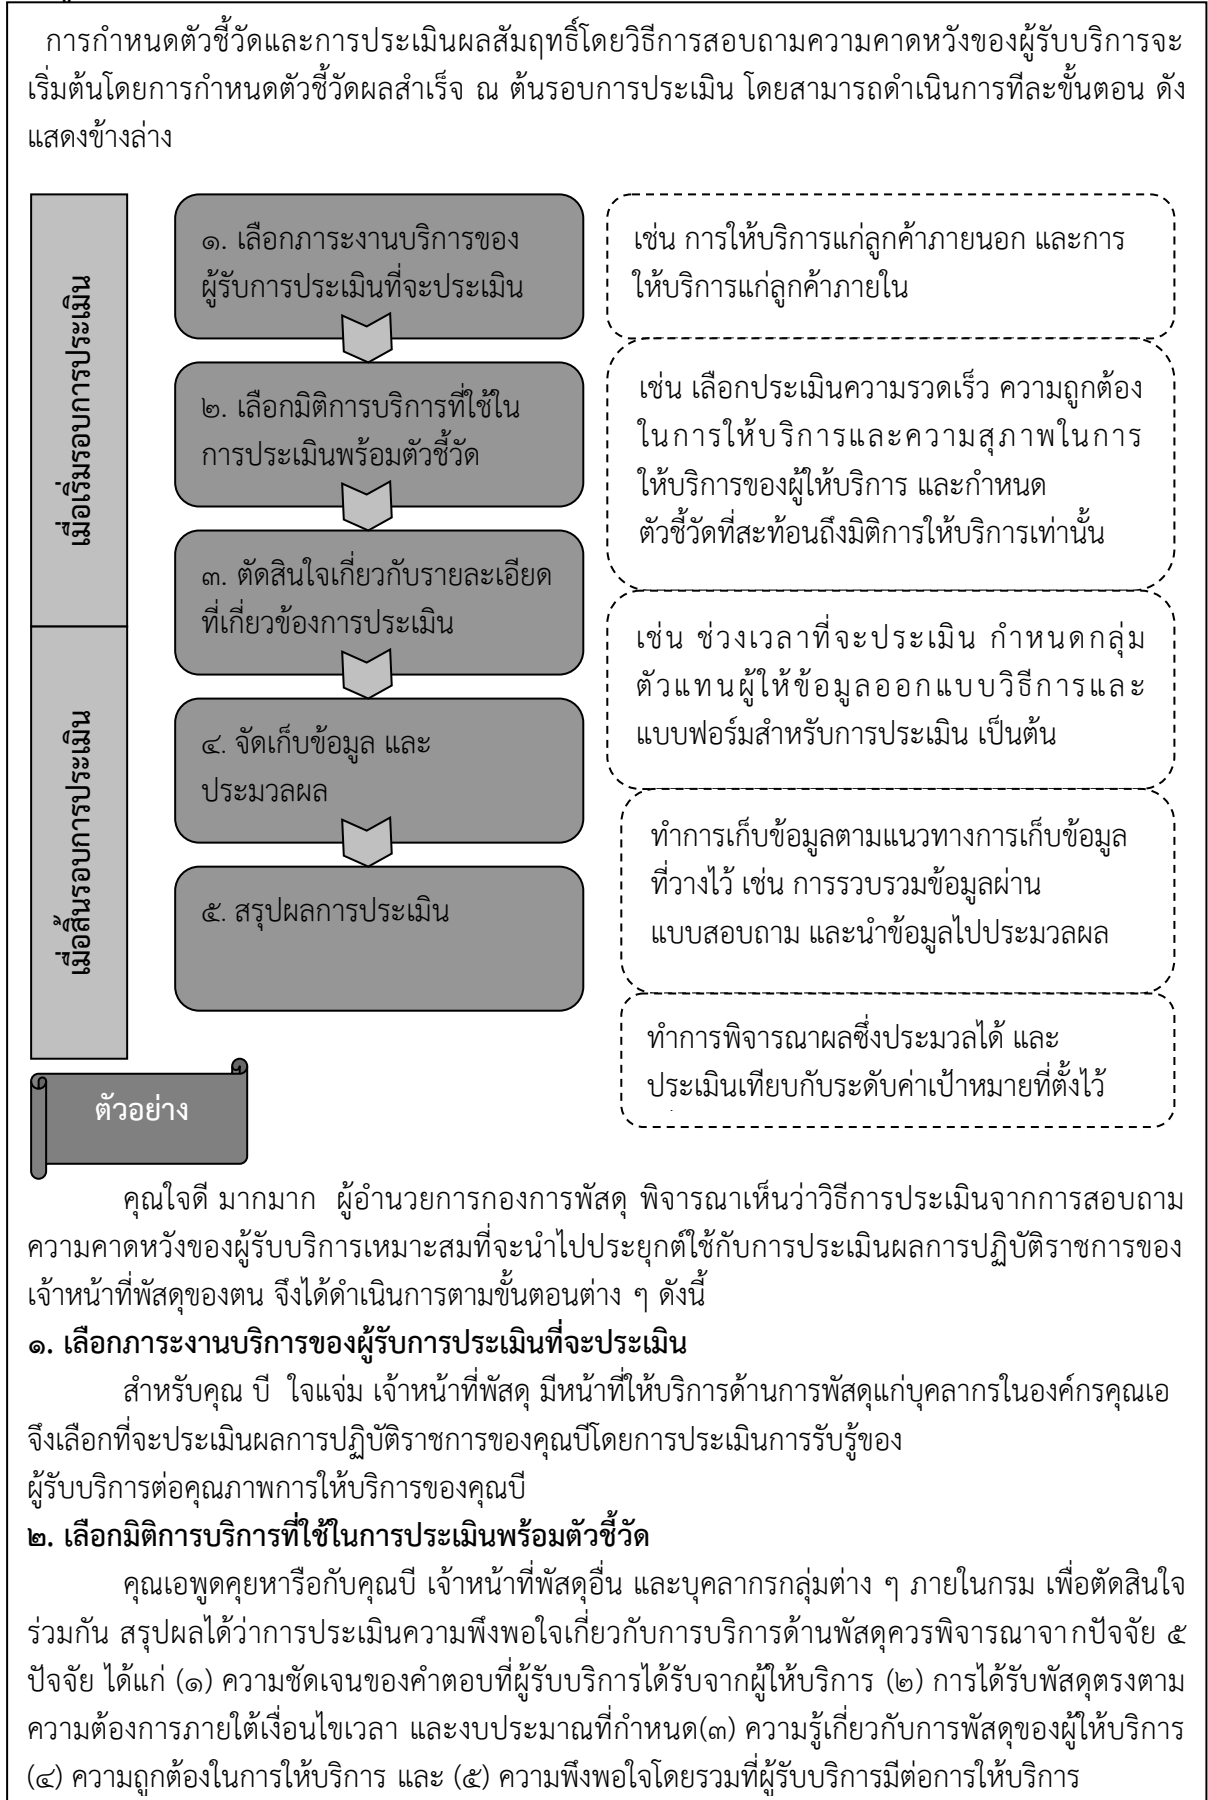 การกำหนดตัวชี้วัดและการประเมินผลสัมฤทธิ์โดยวิธีการสอบถามความคาดหวังของผู้รับบริการจะ
เริ่มต้นโดยการกำหนดตัวชี้วัดผลสำเร็จ ณ ต้นรอบการประเมิน โดยสามารถดำเนินการทีละขั้นตอน ดัง
แสดงข้างล่าง
เมื่อเริ่มรอบการประเมิน
๑. เลือกภาระงานบริการของ
ผู้รับการประเมินที่จะประเมิน
เช่น การให้บริการแก่ลูกค้าภายนอก และการ
ให้บริการแก่ลูกค้าภายใน
๒. เลือกมิติการบริการที่ใช้ใน
การประเมินพร้อมตัวชี้วัด
เช่น เลือกประเมินความรวดเร็ว ความถูกต้อง
ในการให้บริการและความสุภาพในการ
ให้บริการของผู้ให้บริการ และกำหนด
ตัวชี้วัดที่สะท้อนถึงมิติการให้บริการเท่านั้น
๓. ตัดสินใจเกี่ยวกับรายละเอียด
ที่เกี่ยวข้องการประเมิน
เช่น ช่วงเวลาที่จะประเมิน กำหนดกลุ่ม
ตัวแทนผู้ให้ข้อมูลออกแบบวิธีการและ
แบบฟอร์มสำหรับการประเมิน เป็นต้น
เมื่อสิ้นรอบการประเมิน
๔. จัดเก็บข้อมูล และ
ประมวลผล
ทำการเก็บข้อมูลตามแนวทางการเก็บข้อมูล
ที่วางไว้ เช่น การรวบรวมข้อมูลผ่าน
แบบสอบถาม และนำข้อมูลไปประมวลผล
๕. สรุปผลการประเมิน
ทำการพิจารณาผลซึ่งประมวลได้ และ
ประเมินเทียบกับระดับค่าเป้าหมายที่ตั้งไว้
ตัวอย่าง
คุณใจดี มากมาก ผู้อำนวยการกองการพัสดุ พิจารณาเห็นว่าวิธีการประเมินจากการสอบถาม
ความคาดหวังของผู้รับบริการเหมาะสมที่จะนำไปประยุกต์ใช้กับการประเมินผลการปฏิบัติราชการของ
เจ้าหน้าที่พัสดุของตน จึงได้ดำเนินการตามขั้นตอนต่าง ๆ ดังนี้
๑. เลือกภาระงานบริการของผู้รับการประเมินที่จะประเมิน
สำหรับคุณ บี ใจแจ่ม เจ้าหน้าที่พัสดุ มีหน้าที่ให้บริการด้านการพัสดุแก่บุคลากรในองค์กรคุณเอ
จึงเลือกที่จะประเมินผลการปฏิบัติราชการของคุณบีโดยการประเมินการรับรู้ของ
ผู้รับบริการต่อคุณภาพการให้บริการของคุณบี
๒. เลือกมิติการบริการที่ใช้ในการประเมินพร้อมตัวชี้วัด
คุณเอพูดคุยหารือกับคุณบี เจ้าหน้าที่พัสดุอื่น และบุคลากรกลุ่มต่าง ๆ ภายในกรม เพื่อตัดสินใจ
ร่วมกัน สรุปผลได้ว่าการประเมินความพึงพอใจเกี่ยวกับการบริการด้านพัสดุควรพิจารณาจากปัจจัย ๕
ปัจจัย ได้แก่ (๑) ความชัดเจนของคำตอบที่ผู้รับบริการได้รับจากผู้ให้บริการ (๒) การได้รับพัสดุตรงตาม
ความต้องการภายใต้เงื่อนไขเวลา และงบประมาณที่กำหนด(๓) ความรู้เกี่ยวกับการพัสดุของผู้ให้บริการ
(๔) ความถูกต้องในการให้บริการ และ (๕) ความพึงพอใจโดยรวมที่ผู้รับบริการมีต่อการให้บริการ